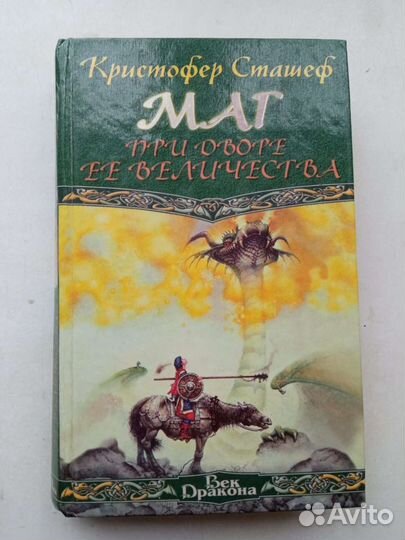 Кристофер Сташеф
МАГ
ПРИ ДВОРЕ
ЕЕ ВЕЛИЧЕСТВА
Век
Дракона
Avito